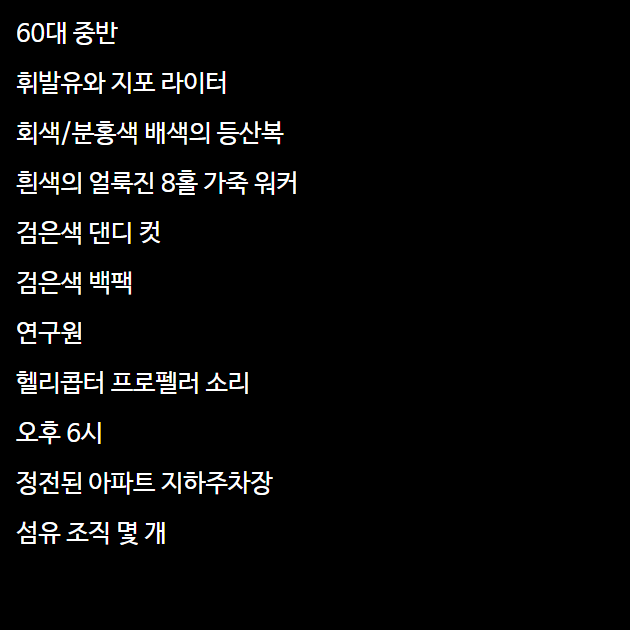 60대 중반
휘발유와 지포 라이터
회색/분홍색 배색의 등산복
흰색의 얼룩진 8홀 가죽 워커
검은색 댄디 컷
검은색 백팩
연구원
헬리콥터 프로펠러 소리
오후 6시
정전된 아파트 지하주차장
섬유 조직 몇 개